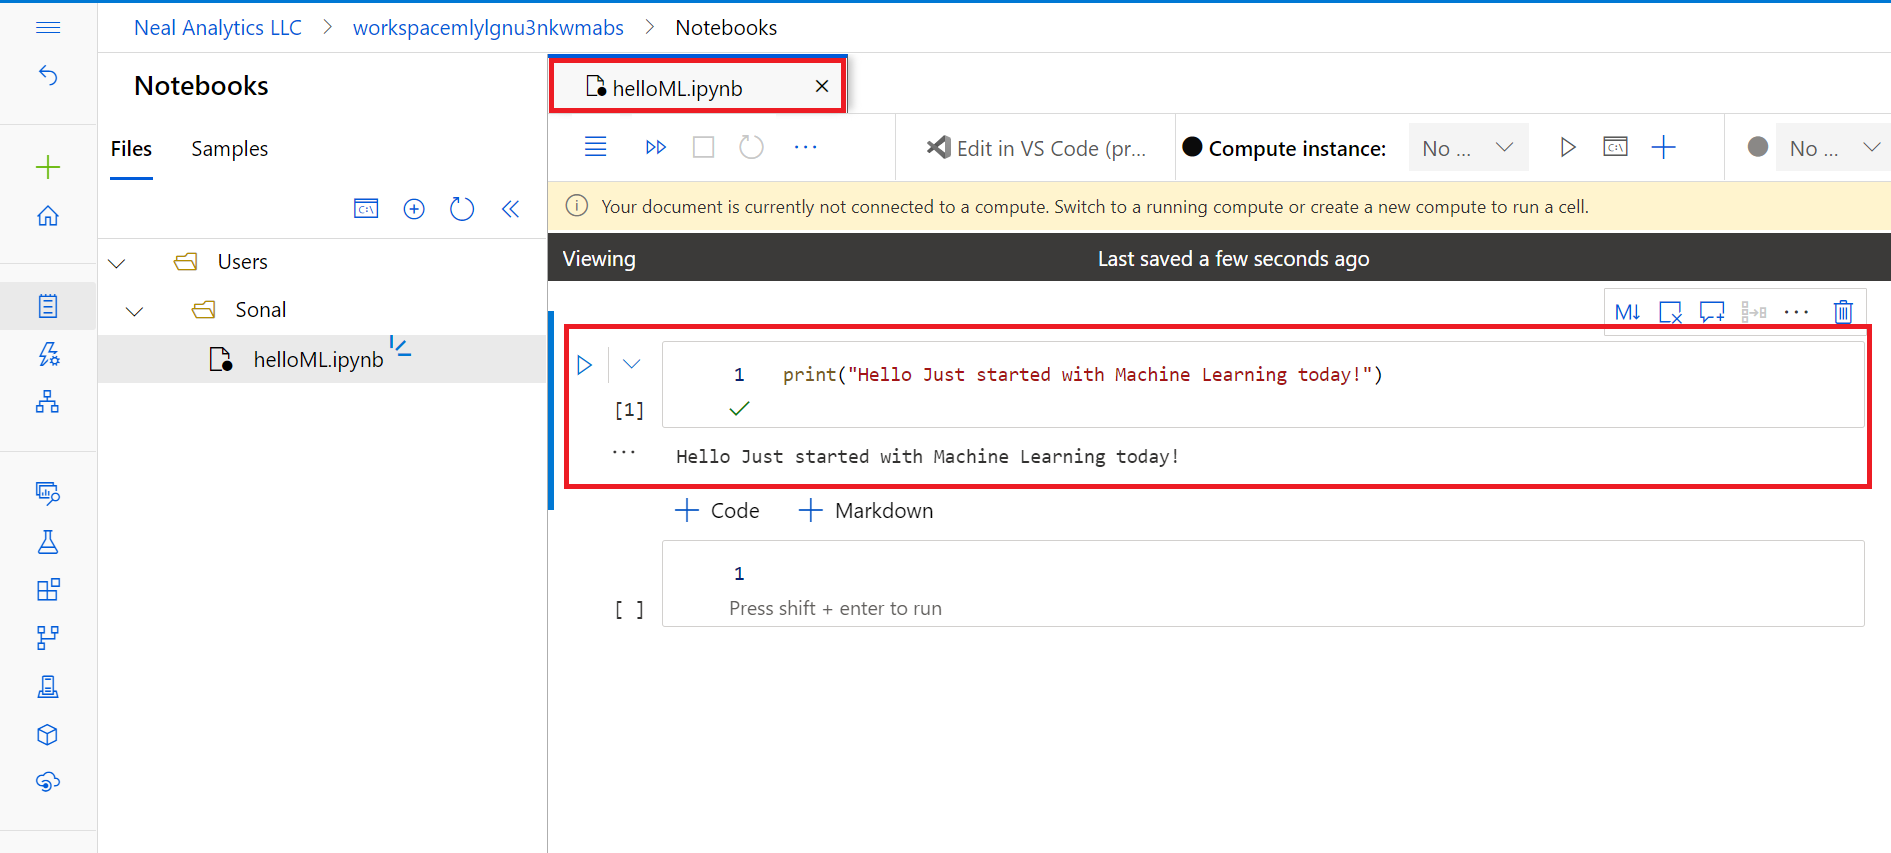 Neal Analytics LLC > workspacemlylgnu3nkwmabs > Notebooks
Notebooks
Files Samples
Users
Sonal
helloML.ipynb
helloML.ipynb
Edit in VS Code (pr... Compute instance: No ... No ...
Your document is currently not connected to a compute. Switch to a running compute or create a new compute to run a cell.
Viewing Last saved a few seconds ago
M↓
1 print("Hello Just started with Machine Learning today!")
[1]
Hello Just started with Machine Learning today!
+ Code + Markdown
1
[ ] Press shift + enter to run